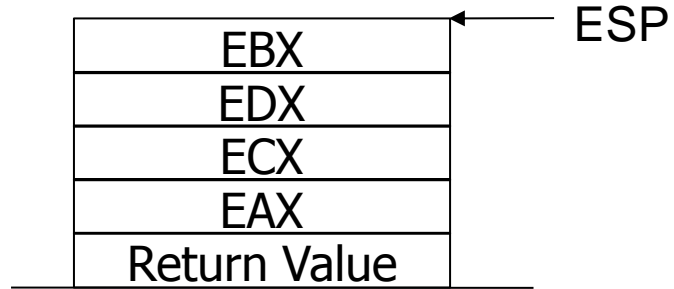 ESP
EBX
EDX
ECX
EAX
Return Value